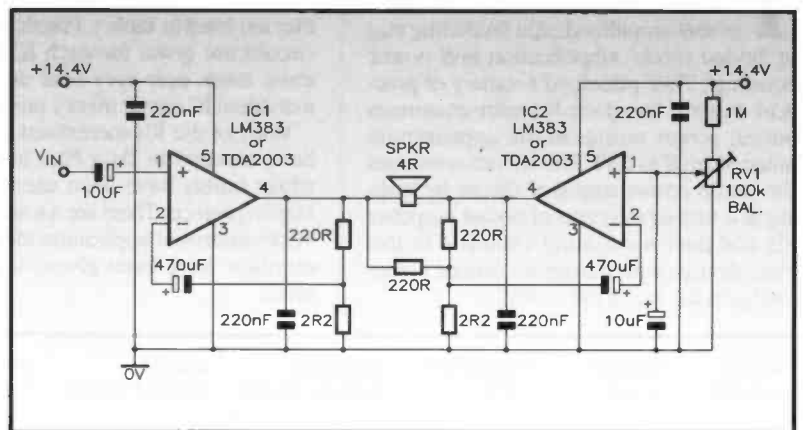 +14.4V
220nF
IC1
LM383
or
TDA2003
VIN
10UF
5
1
+
2
−
3
4
SPKR
4R
220R
220R
220R
470uF
470uF
220nF
2R2
2R2
220nF
0V
IC2
LM383
or
TDA2003
4
5
1
+
2
−
3
+14.4V
220nF
1M
RV1
100k
BAL
10uF
+